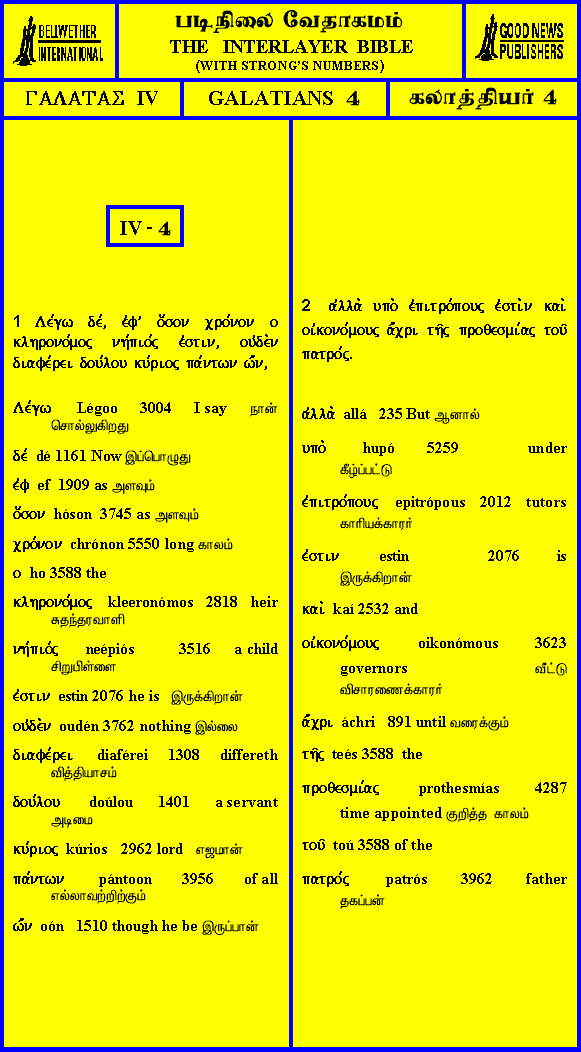 BELLWETHER
INTERNATIONAL
படிநிலை வேதாகமம்
THE INTERLAYER BIBLE
(WITH STRONG'S NUMBERS)
GOOD NEWS
PUBLISHERS
ΓΑΛΑΤΑΣ IV
GALATIANS 4
கலாத்தியர் 4
IV - 4
1 Λέγω δέ, ἐφ' ὅσον χρόνον ο
κληρονόμος νήπιός ἐστιν, οὐδὲν
διαφέρει δούλου κύριος πάντων ὤν,
Λέγω Légoo 3004 I say நான்
சொல்லுகிறது
δέ dé 1161 Now இப்பொழுது
ἐφ ef 1909 as அளவும்
ὅσον hóson 3745 as அளவும்
χρόνον chrónon 5550 long காலம்
ο ho 3588 the
κληρονόμος kleeronómos 2818 heir
சுதந்தரவாளி
νήπιός neépiós 3516 a child
சிறுபிள்ளை
ἐστιν estin 2076 he is இருக்கிறான்
οὐδὲν oudén 3762 nothing இல்லை
διαφέρει diaférei 1308 differeth
வித்தியாசம்
δούλου doúlou 1401 a servant
அடிமை
κύριος kúrios 2962 lord எஜமான்
πάντων pántoon 3956 of all
எல்லாவற்றிற்கும்
ὤν oón 1510 though he be இருப்பான்
2 ἀλλὰ υπὸ ἐπιτρόπους ἐστὶν καὶ
οἰκονόμους ἄχρι τῆς προθεσμίας τοῦ
πατρός.
ἀλλὰ allá 235 But ஆனால்
υπὸ hupó 5259 under
கீழ்ப்பட்டு
ἐπιτρόπους epitrópous 2012 tutors
காரியக்காரர்
ἐστιν estin 2076 is
இருக்கிறான்
καὶ kaí 2532 and
οἰκονόμους oikonómous 3623
governors வீட்டு
விசாரணைக்காரர்
ἄχρι áchri 891 until வரைக்கும்
τῆς teés 3588 the
προθεσμίας prothesmías 4287
time appointed குறித்த காலம்
τοῦ toú 3588 of the
πατρός patrós 3962 father
தகப்பன்